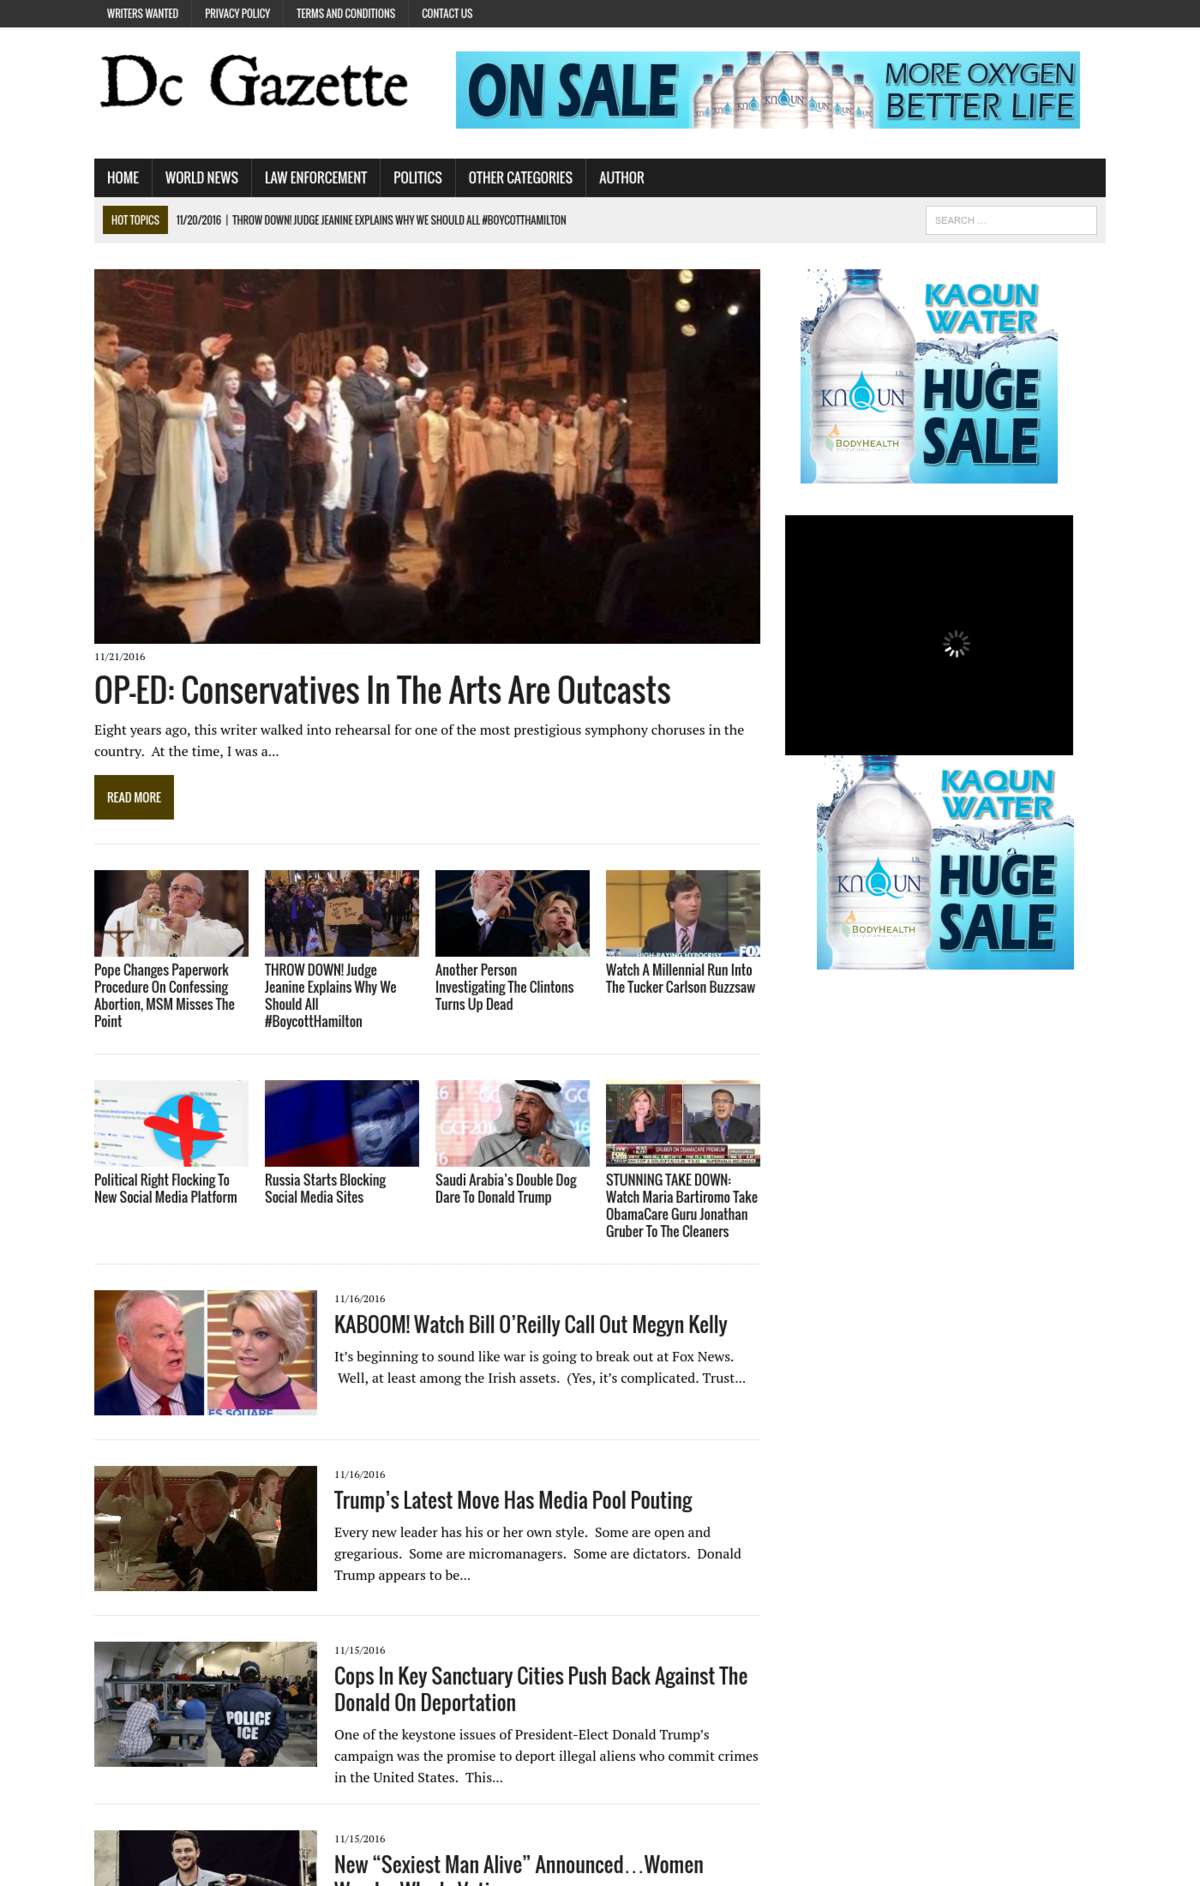 WRITERS WANTED
PRIVACY POLICY
TERMS AND CONDITIONS
CONTACT US
Dc Gazette
ON SALE
KAQUN
MORE OXYGEN
BETTER LIFE
HOME
WORLD NEWS
LAW ENFORCEMENT
POLITICS
OTHER CATEGORIES
AUTHOR
HOT TOPICS
11/20/2016 | THROW DOWN! JUDGE JEANINE EXPLAINS WHY WE SHOULD ALL #BOYCOTTHAMILTON
SEARCH ...
KAQUN
WATER
HUGE
SALE
KAQUN
BODYHEALTH
11/21/2016
OP-ED: Conservatives In The Arts Are Outcasts
Eight years ago, this writer walked into rehearsal for one of the most prestigious symphony choruses in the
country.  At the time, I was a...
READ MORE
KAQUN
WATER
HUGE
SALE
KAQUN
BODYHEALTH
FOX
Pope Changes Paperwork
Procedure On Confessing
Abortion, MSM Misses The
Point
THROW DOWN! Judge
Jeanine Explains Why We
Should All
#BoycottHamilton
Another Person
Investigating The Clintons
Turns Up Dead
Watch A Millennial Run Into
The Tucker Carlson Buzzsaw
GCF
GRUBER ON OBAMACARE PREMIUM
Political Right Flocking To
New Social Media Platform
Russia Starts Blocking
Social Media Sites
Saudi Arabia's Double Dog
Dare To Donald Trump
STUNNING TAKE DOWN:
Watch Maria Bartiromo Take
ObamaCare Guru Jonathan
Gruber To The Cleaners
ES SQUARE
11/16/2016
KABOOM! Watch Bill O'Reilly Call Out Megyn Kelly
It's beginning to sound like war is going to break out at Fox News.
Well, at least among the Irish assets.  (Yes, it's complicated. Trust...
11/16/2016
Trump's Latest Move Has Media Pool Pouting
Every new leader has his or her own style.  Some are open and
gregarious.  Some are micromanagers.  Some are dictators.  Donald
Trump appears to be...
POLICE
ICE
11/15/2016
Cops In Key Sanctuary Cities Push Back Against The
Donald On Deportation
One of the keystone issues of President-Elect Donald Trump's
campaign was the promise to deport illegal aliens who commit crimes
in the United States.  This...
11/15/2016
New “Sexiest Man Alive” Announced…Women